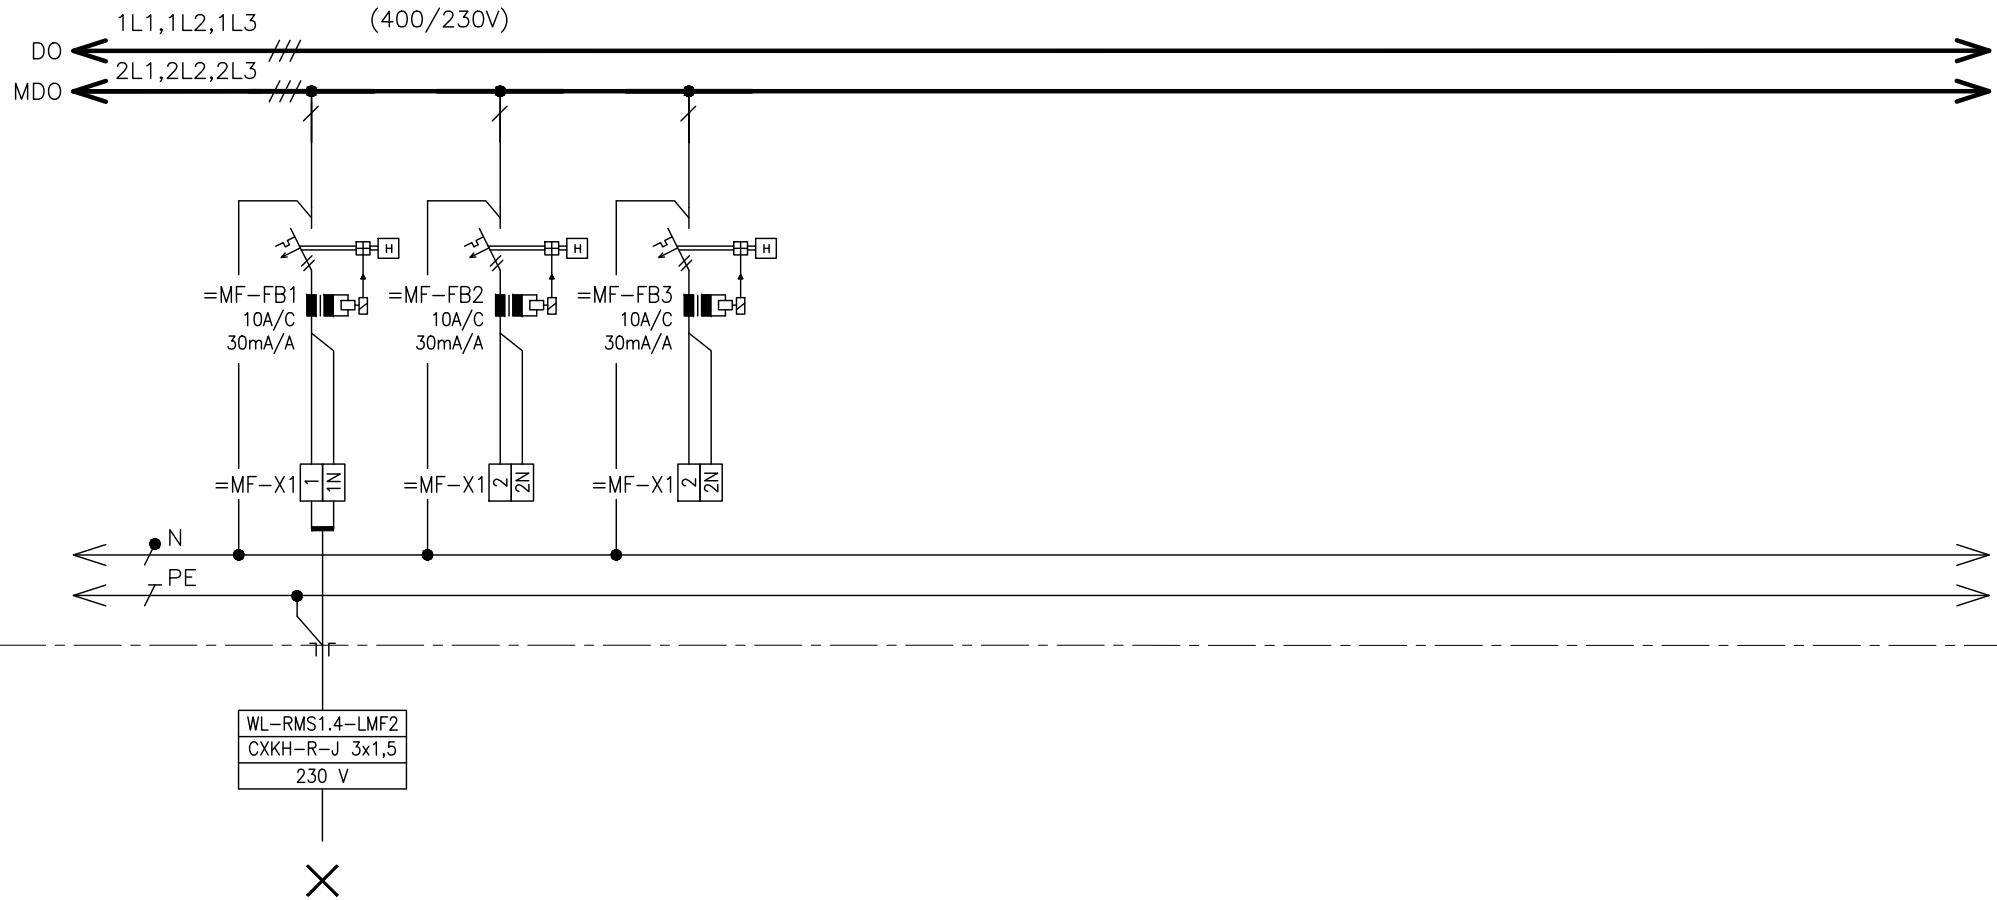 1L1,1L2,1L3 (400/230V)
DO
2L1,2L2,2L3
MDO
H H H
=MF-FB1 =MF-FB2 =MF-FB3
10A/C 10A/C 10A/C
30mA/A 30mA/A 30mA/A
=MF-X1 1 1N =MF-X1 2 2N =MF-X1 2 2N
N
PE
WL-RMS1.4-LMF2
CXKH-R-J 3x1,5
230 V